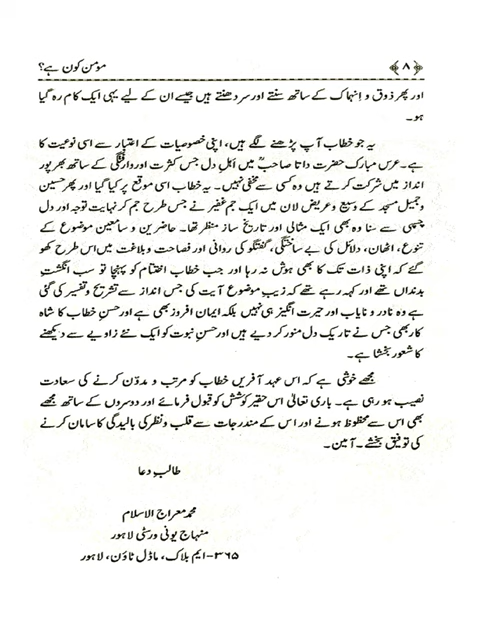 ﴿۸﴾ مؤمن کون ہے؟
اور پھر ذوق و اِنہماک کے ساتھ سنتے اور سر دھنتے ہیں جیسے ان کے لیے یہی ایک کام رہ گیا
ہو۔
یہ جو خطاب آپ پڑھنے لگے ہیں، اپنی خصوصیات کے اعتبار سے اسی نوعیت کا
ہے۔ عرس مبارک حضرت داتا صاحبؒ میں اہلِ دل جس کثرت اور وارفتگی کے ساتھ بھرپور
انداز میں شرکت کرتے ہیں وہ کسی سے مخفی نہیں۔ یہ خطاب اسی موقع پر کیا گیا اور پھر حسین
و جمیل مسجد کے وسیع و عریض لان میں ایک جم غفیر نے جس طرح جم کر نہایت توجہ اور دل
چسپی سے سنا وہ بھی ایک مثالی اور تاریخ ساز منظر تھا۔ حاضرین و سامعین موضوع کے
تنوع، اٹھان، دلائل کی بے ساختگی، گفتگو کی روانی اور فصاحت و بلاغت میں اس طرح کھو
گئے کہ اپنی ذات تک کا بھی ہوش نہ رہا اور جب خطاب اختتام کو پہنچا تو سب انگشت
بدنداں تھے اور کہہ رہے تھے کہ زیبِ موضوع آیت کی جس انداز سے تشریح و تفسیر کی گئی
ہے وہ نادر و نایاب اور حیرت انگیز ہی نہیں بلکہ ایمان افروز بھی ہے اور حسنِ خطاب کا شاہ
کار بھی جس نے تاریک دل منور کر دیے ہیں اور حسنِ نبوت کو ایک نئے زاویے سے دیکھنے
کا شعور بخشا ہے۔
مجھے خوشی ہے کہ اس عہد آفریں خطاب کو مرتب و مدوّن کرنے کی سعادت
نصیب ہو رہی ہے۔ باری تعالیٰ اس حقیر کوشش کو قبول فرمائے اور دوسروں کے ساتھ مجھے
بھی اس سے محظوظ ہونے اور اس کے مندرجات سے قلب و نظر کی بالیدگی کا سامان کرنے
کی توفیق بخشے۔ آمین۔
طالبِ دعا
محمد معراج الاسلام
منہاج یونی ورسٹی لاہور
۳۶۵-ایم بلاک، ماڈل ٹاؤن، لاہور